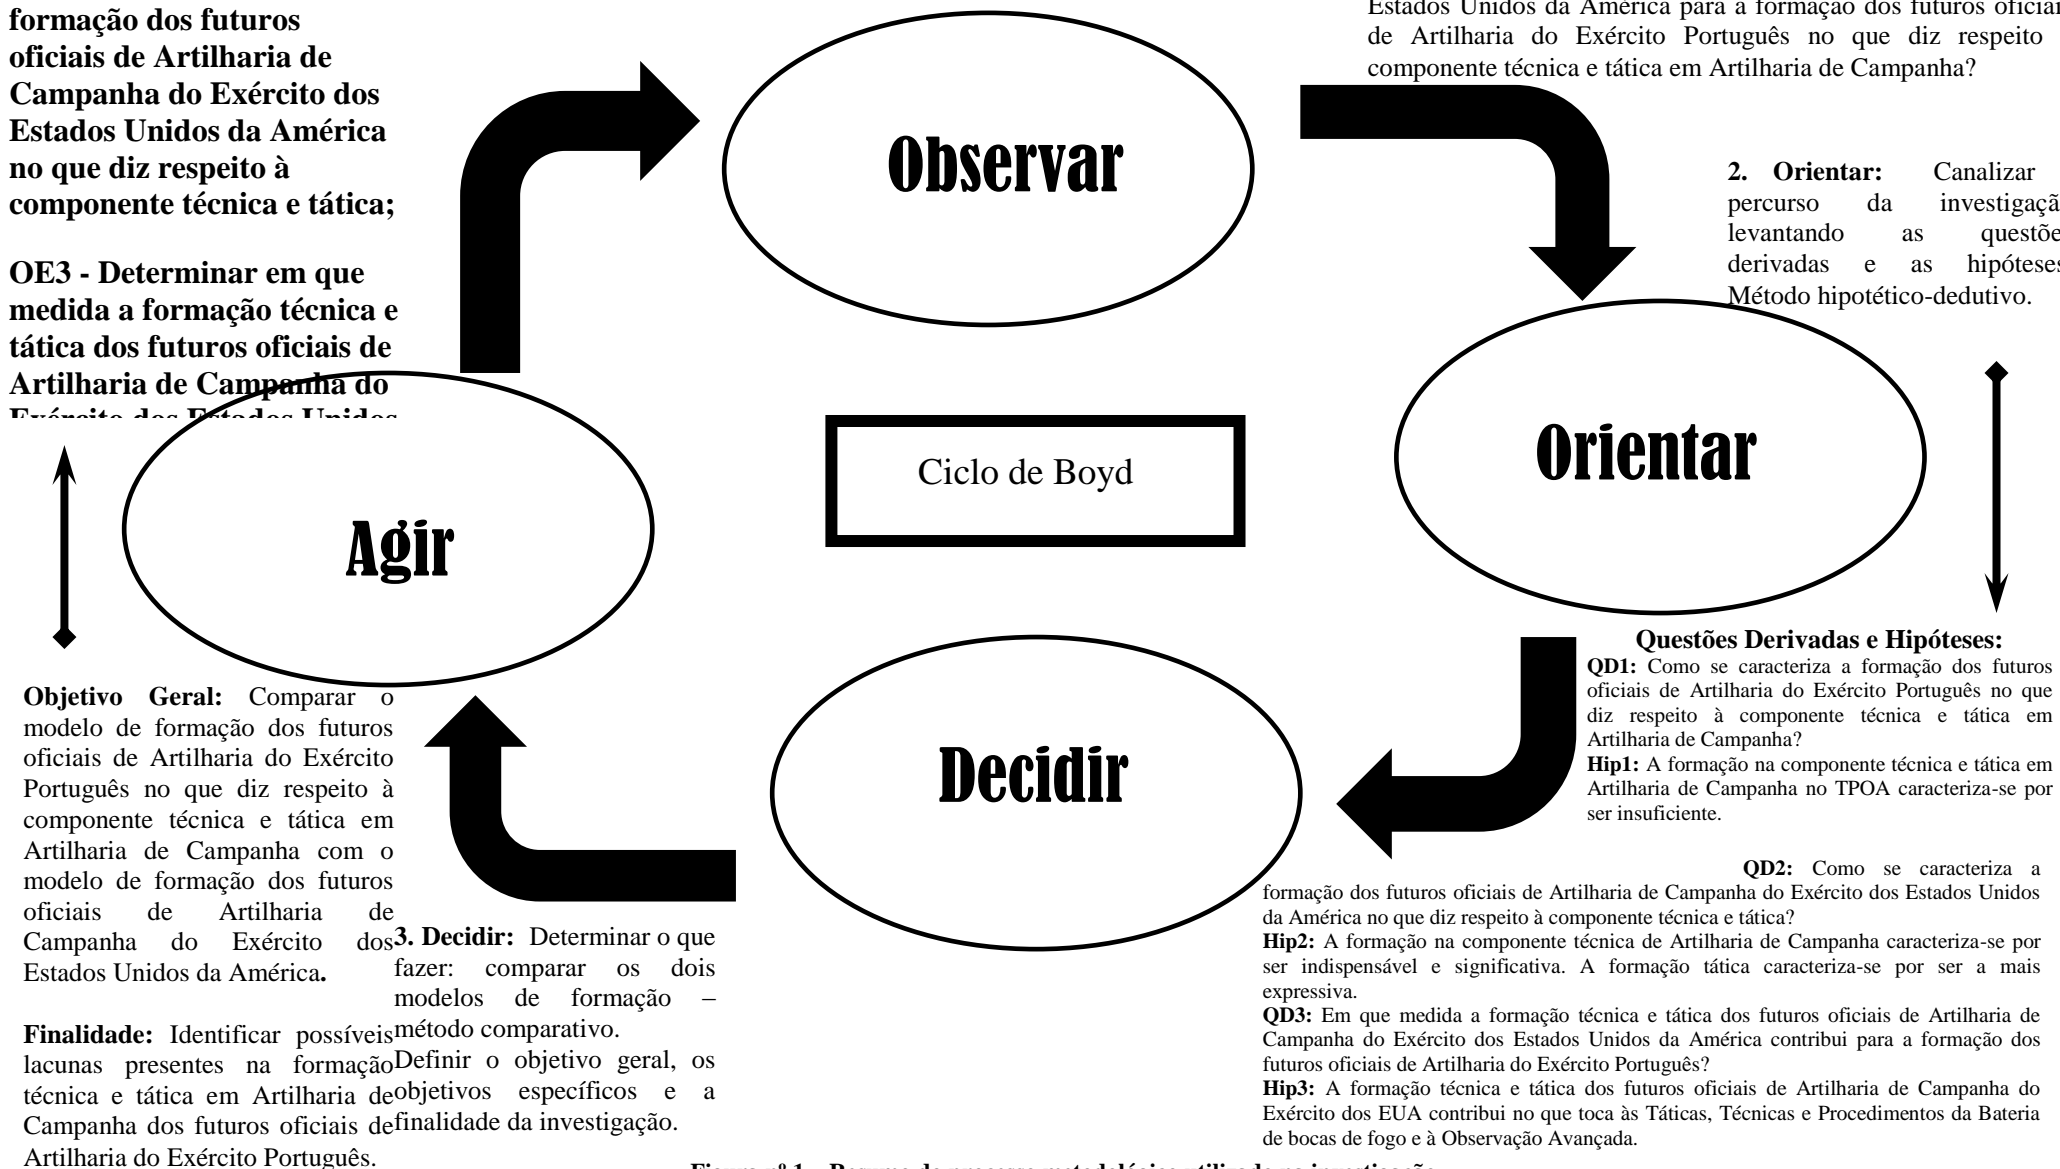 formação dos futuros
oficiais de Artilharia de
Campanha do Exército dos
Estados Unidos da América
no que diz respeito à
componente técnica e tática;
OE3 - Determinar em que
medida a formação técnica e
tática dos futuros oficiais de
Artilharia de Campanha do
Exército dos Estados Unidos
Observar
Estados Unidos da América para a formação dos futuros
de Artilharia do Exército Português no que diz respeito
componente técnica e tática em Artilharia de Campanha?
2. Orientar: Canalizar
percurso da
levantando as
derivadas e as
Método hipotético-dedutivo.
Orientar
Ciclo de Boyd
Agir
Decidir
Questões Derivadas e Hipóteses:
QD1: Como se caracteriza a formação dos futuros
oficiais de Artilharia do Exército Português no que
diz respeito à componente técnica e tática em
Artilharia de Campanha?
Hip1: A formação na componente técnica e tática em
Artilharia de Campanha no TPOA caracteriza-se por
ser insuficiente.
QD2: Como se caracteriza a
formação dos futuros oficiais de Artilharia de Campanha do Exército dos Estados Unidos
da América no que diz respeito à componente técnica e tática?
Hip2: A formação na componente técnica de Artilharia de Campanha caracteriza-se por
ser indispensável e significativa. A formação tática caracteriza-se por ser a mais
expressiva.
QD3: Em que medida a formação técnica e tática dos futuros oficiais de Artilharia de
Campanha do Exército dos Estados Unidos da América contribui para a formação dos
futuros oficiais de Artilharia do Exército Português?
Hip3: A formação técnica e tática dos futuros oficiais de Artilharia de Campanha do
Exército dos EUA contribui no que toca às Táticas, Técnicas e Procedimentos da Bateria
de bocas de fogo e à Observação Avançada.
3. Decidir: Determinar o que
fazer: comparar os dois
modelos de formação –
método comparativo.
Definir o objetivo geral, os
objetivos específicos e a
finalidade da investigação.
Objetivo Geral: Comparar o
modelo de formação dos futuros
oficiais de Artilharia do Exército
Português no que diz respeito à
componente técnica e tática em
Artilharia de Campanha com o
modelo de formação dos futuros
oficiais de Artilharia de
Campanha do Exército dos
Estados Unidos da América.
Finalidade: Identificar possíveis
lacunas presentes na formação
técnica e tática em Artilharia de
Campanha dos futuros oficiais de
Artilharia do Exército Português.
Figura nº 1 – Resumo do processo metodológico utilizado na investigação